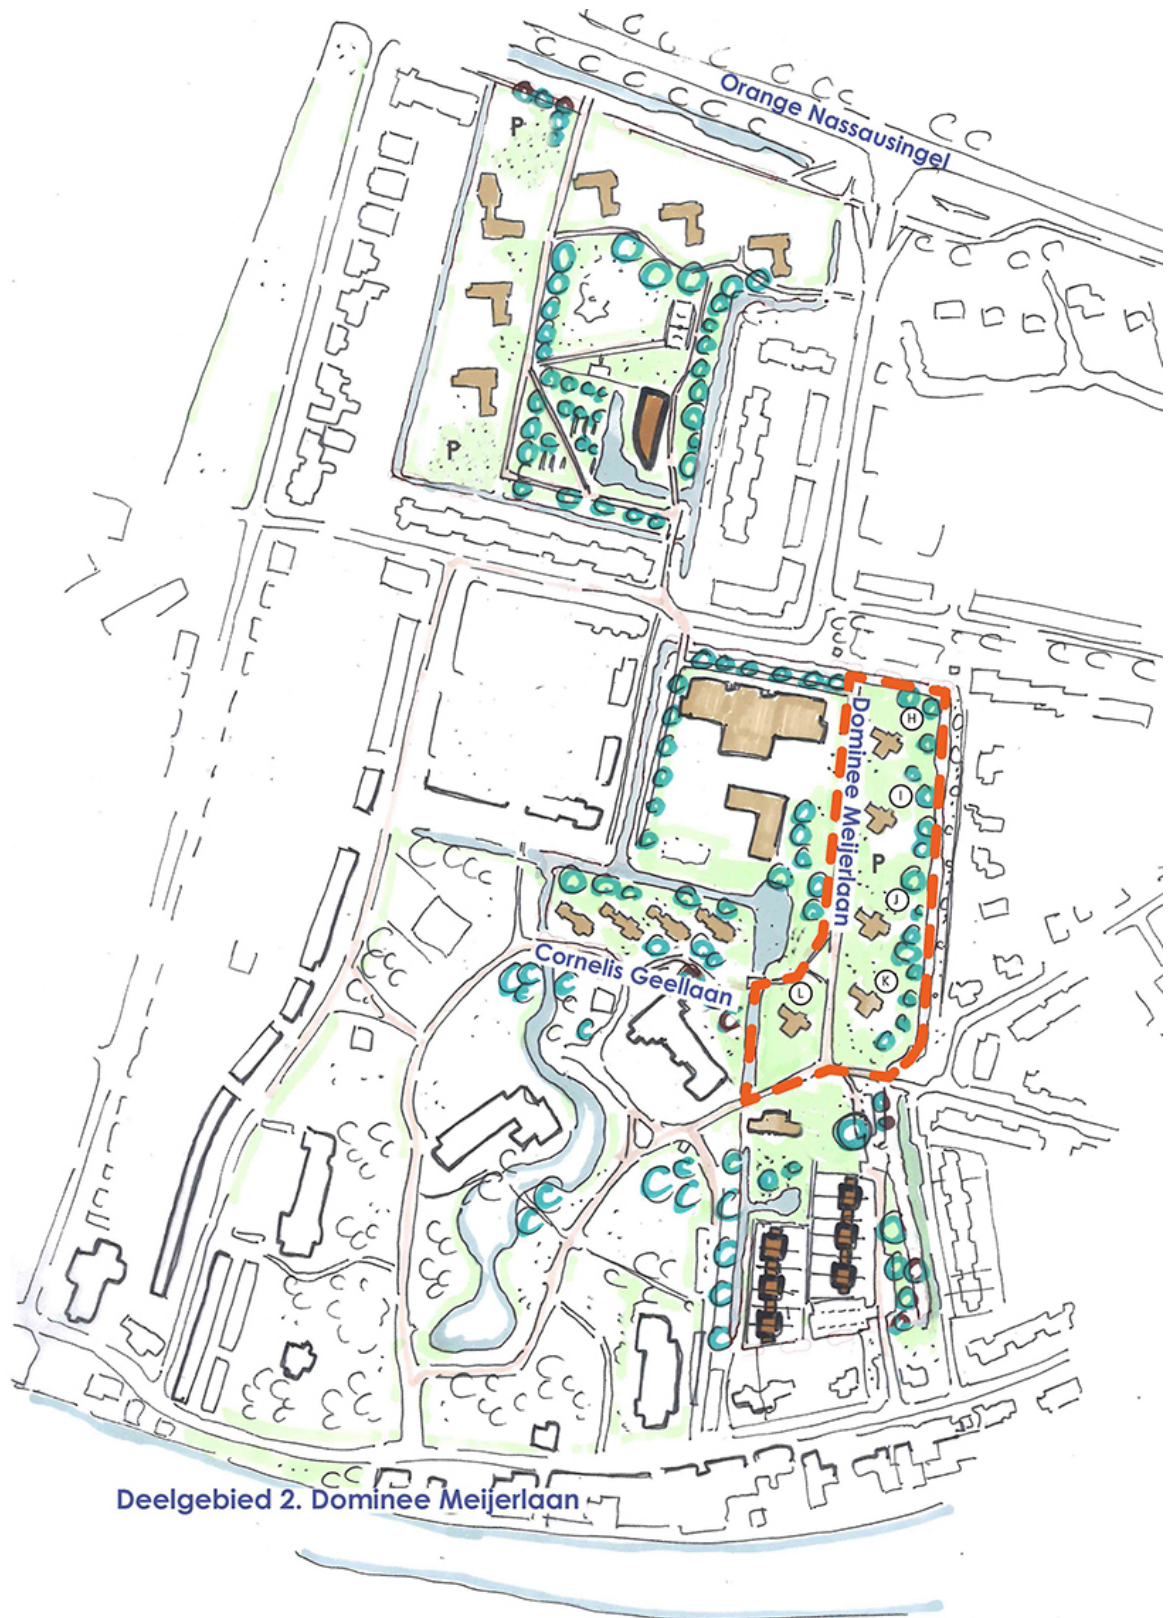 Orange Nassausingel
P
P
Dominee Meijerlaan
H
I
P
J
K
L
Cornelis Geellaan
Deelgebied 2. Dominee Meijerlaan